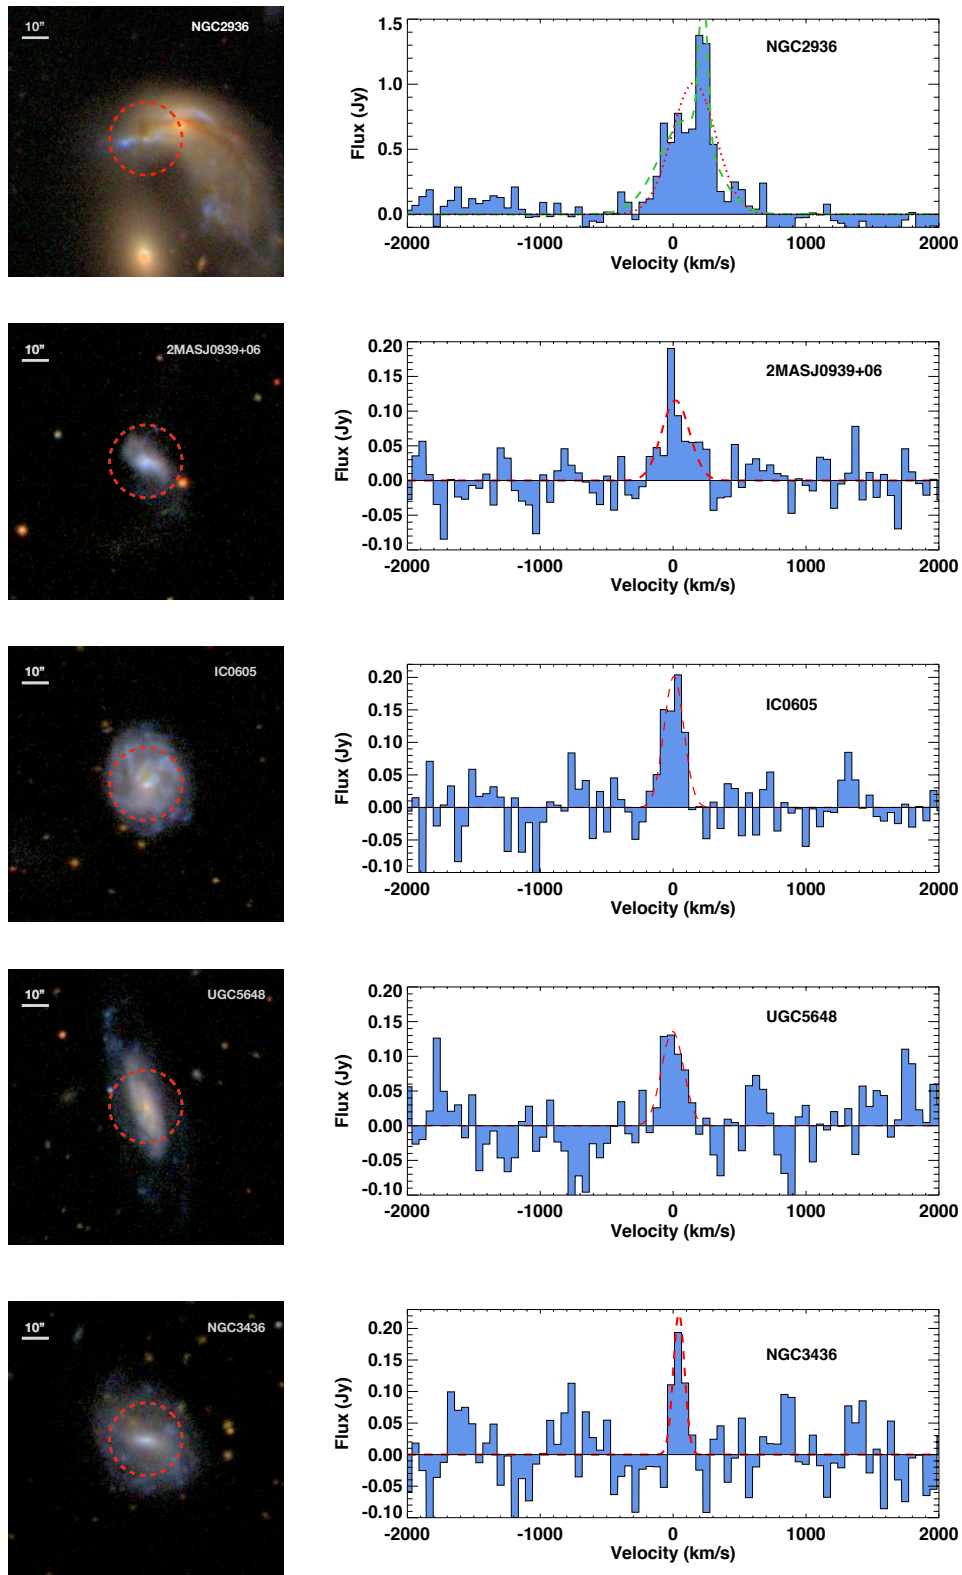 10"
NGC2936
NGC2936
Flux (Jy)
1.5
1.0
0.5
0.0
-2000 -1000 0 1000 2000
Velocity (km/s)
10"
2MASJ0939+06
2MASJ0939+06
Flux (Jy)
0.20
0.15
0.10
0.05
0.00
-0.05
-0.10
-2000 -1000 0 1000 2000
Velocity (km/s)
10"
IC0605
IC0605
Flux (Jy)
0.20
0.15
0.10
0.05
0.00
-0.05
-0.10
-2000 -1000 0 1000 2000
Velocity (km/s)
10"
UGC5648
UGC5648
Flux (Jy)
0.20
0.15
0.10
0.05
0.00
-0.05
-0.10
-2000 -1000 0 1000 2000
Velocity (km/s)
10"
NGC3436
NGC3436
Flux (Jy)
0.20
0.15
0.10
0.05
0.00
-0.05
-0.10
-2000 -1000 0 1000 2000
Velocity (km/s)